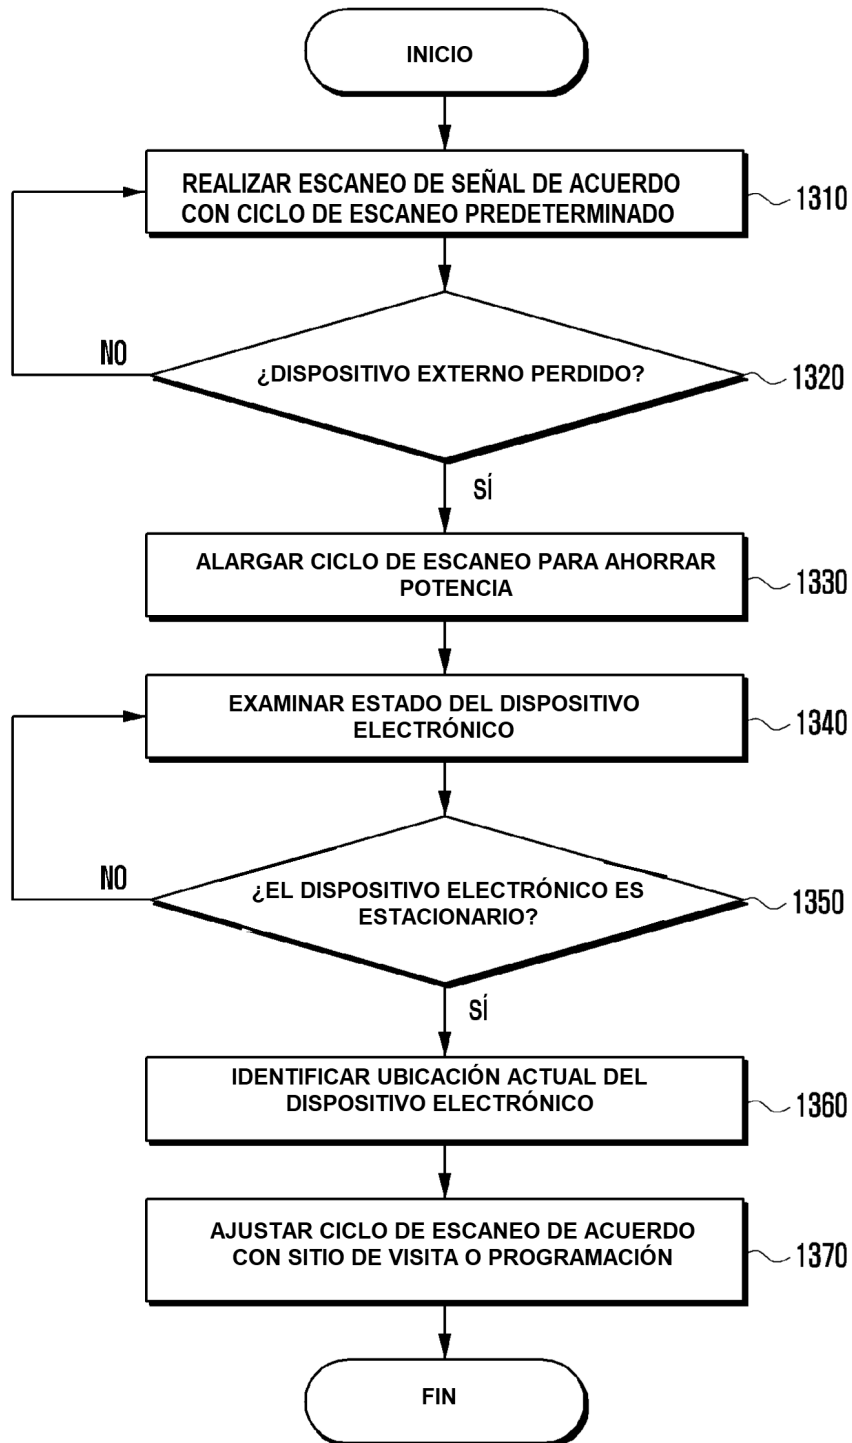 INICIO
REALIZAR ESCANEO DE SEÑAL DE ACUERDO
CON CICLO DE ESCANEO PREDETERMINADO
1310
NO
¿DISPOSITIVO EXTERNO PERDIDO?
1320
SÍ
ALARGAR CICLO DE ESCANEO PARA AHORRAR
POTENCIA
1330
EXAMINAR ESTADO DEL DISPOSITIVO
ELECTRÓNICO
1340
NO
¿EL DISPOSITIVO ELECTRÓNICO ES
ESTACIONARIO?
1350
SÍ
IDENTIFICAR UBICACIÓN ACTUAL DEL
DISPOSITIVO ELECTRÓNICO
1360
AJUSTAR CICLO DE ESCANEO DE ACUERDO
CON SITIO DE VISITA O PROGRAMACIÓN
1370
FIN